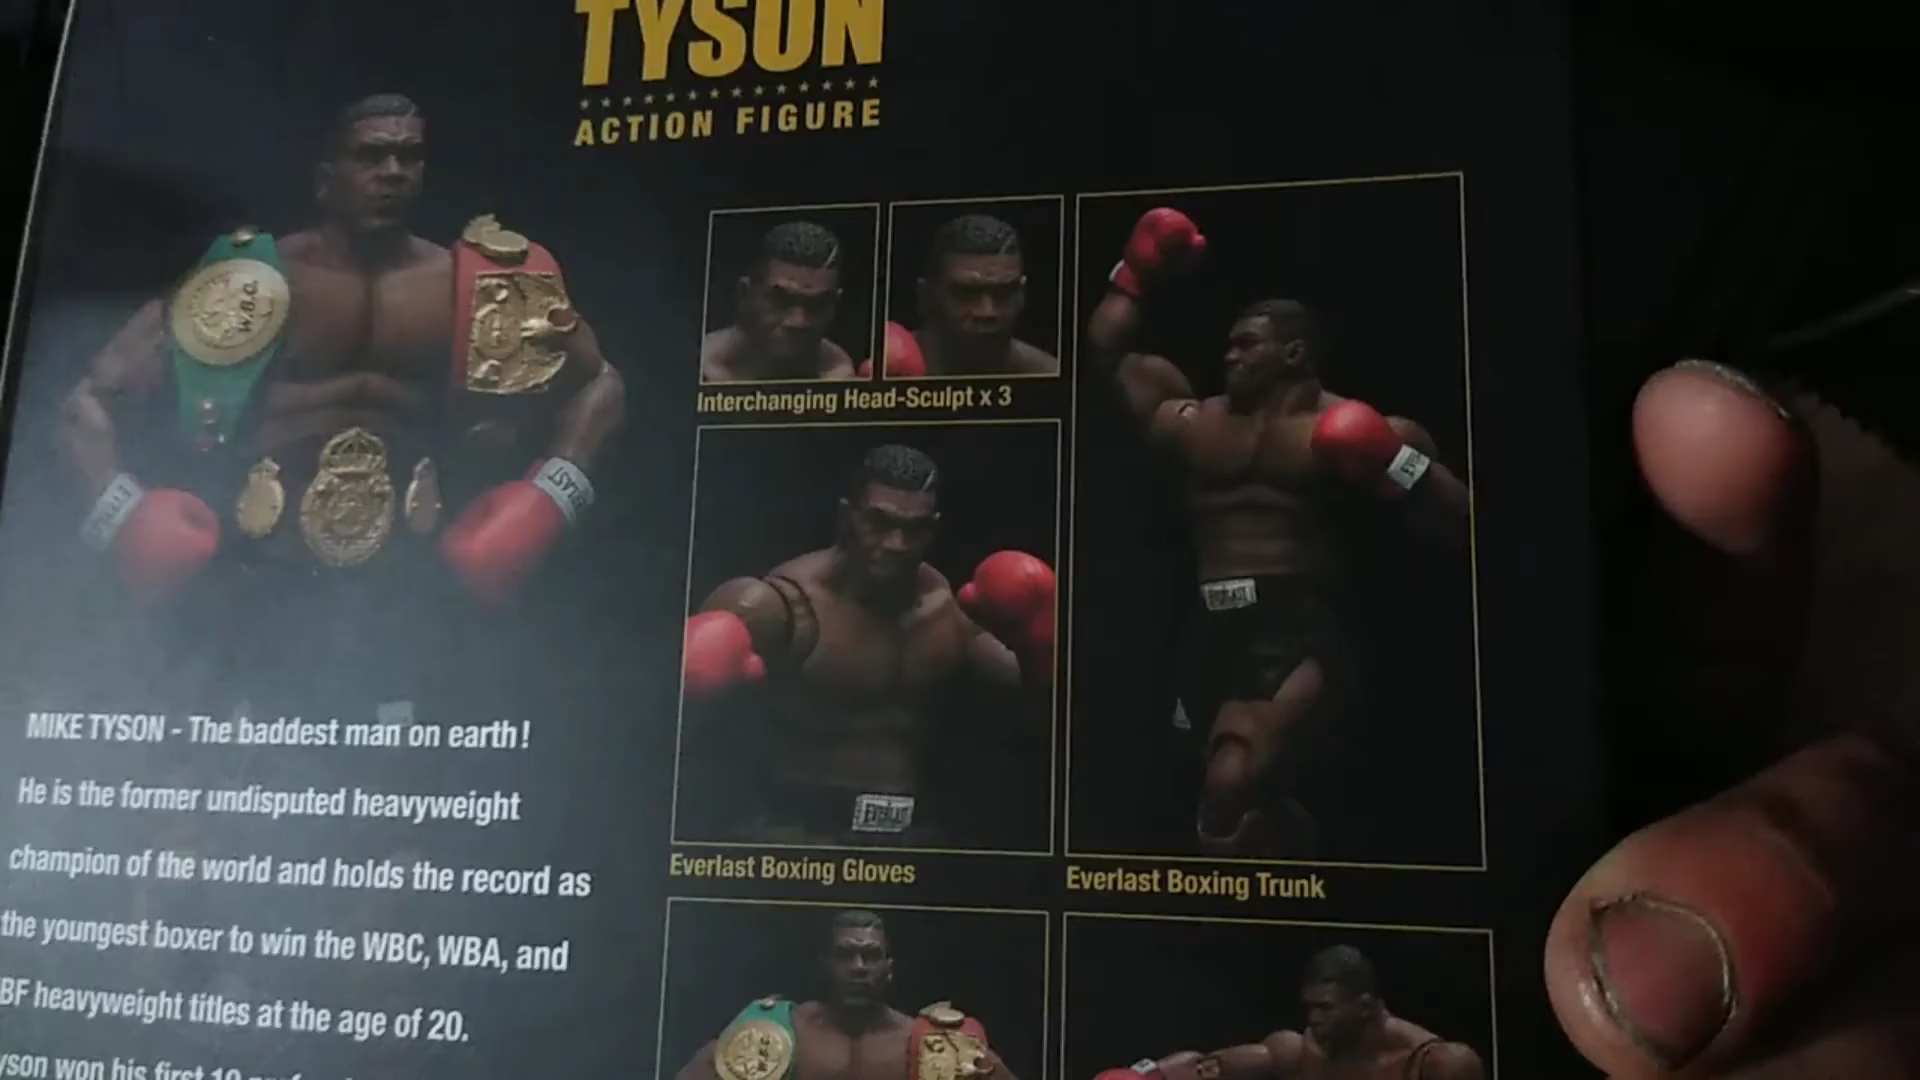 TYSON
ACTION FIGURE
W.B.C.
Interchanging Head-Sculpt x 3
EVERLAST
Everlast Boxing Gloves
Everlast Boxing Trunk
MIKE TYSON - The baddest man on earth!
He is the former undisputed heavyweight
champion of the world and holds the record as
the youngest boxer to win the WBC, WBA, and
BF heavyweight titles at the age of 20.
yson won his first 19